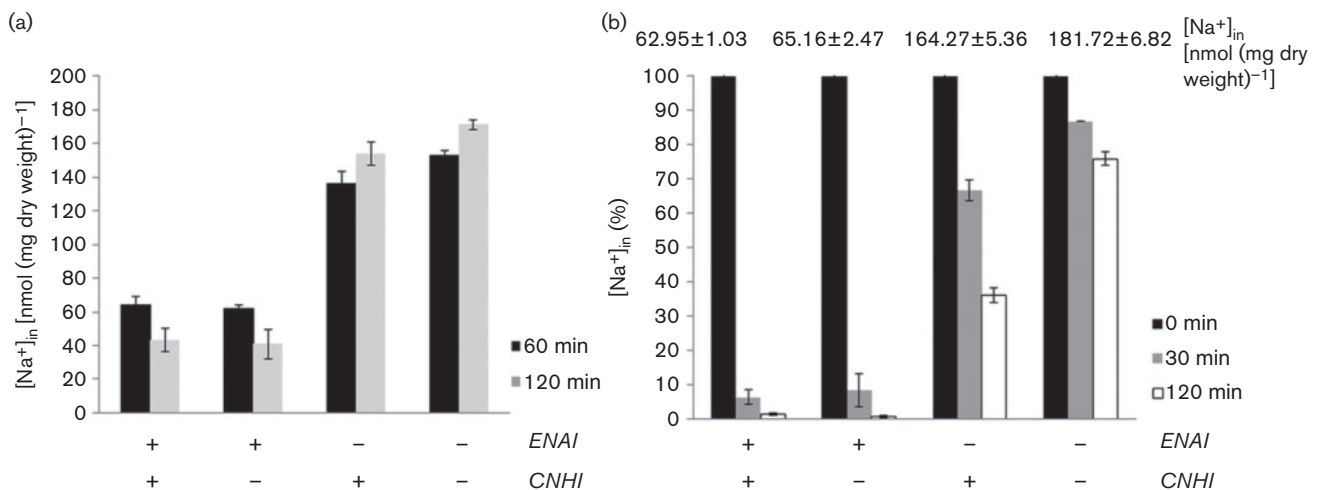 (a)
200
180
160
140
120
100
80
60
40
20
0
[Na⁺]in [nmol (mg dry weight)⁻¹]
60 min
120 min
+ + – – ENAI
+ – + – CNHI
(b)
62.95±1.03 65.16±2.47 164.27±5.36 181.72±6.82
[Na⁺]in
[nmol (mg dry
weight)⁻¹]
100
90
80
70
60
50
40
30
20
10
0
[Na⁺]in (%)
0 min
30 min
120 min
+ + – – ENAI
+ – + – CNHI